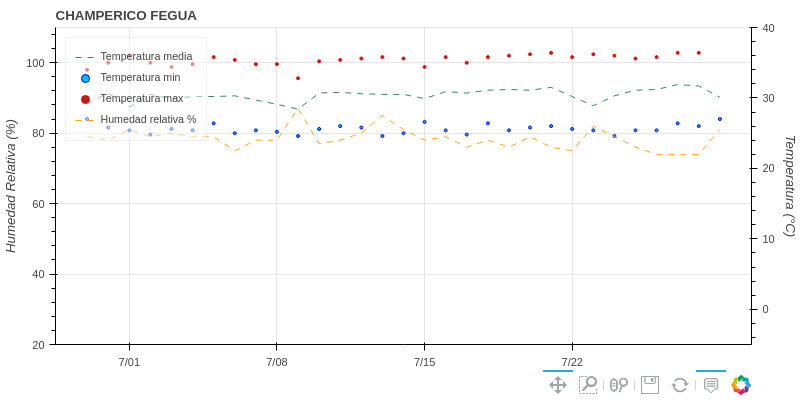 CHAMPERICO FEGUA
Temperatura media
Temperatura min
Temperatura max
Humedad relativa %
Humedad Relativa (%)
100
80
60
40
20
Temperatura (°C)
40
30
20
10
0
7/01
7/08
7/15
7/22